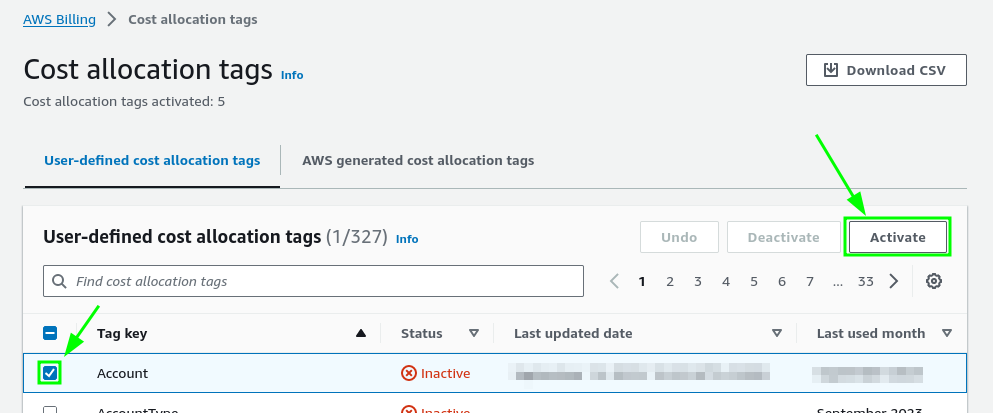 AWS Billing > Cost allocation tags
Cost allocation tags Info
Download CSV
Cost allocation tags activated: 5
User-defined cost allocation tags
AWS generated cost allocation tags
User-defined cost allocation tags (1/327) Info
Undo
Deactivate
Activate
Find cost allocation tags
1 2 3 4 5 6 7 ... 33
Tag key Status Last updated date Last used month
Account Inactive
AccountType Inactive September 2023